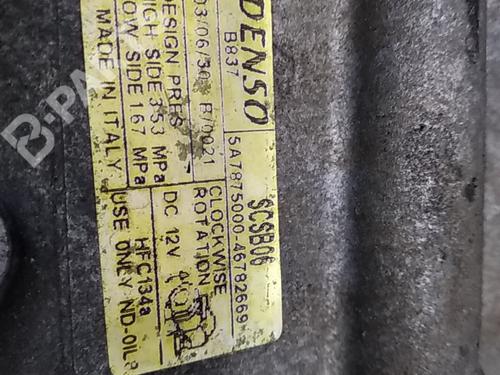 DENSO
B837
SCSB06
5A7875000-46782669
03/06/30 B/0021
CLOCKWISE
ROTATION
DESIGN PRES
HIGH SIDE 3.53 MPa
LOW SIDE 1.67 MPa
DC 12V
HFC134a
MADE IN ITALY
USE ONLY ND-OIL
B-PARTS